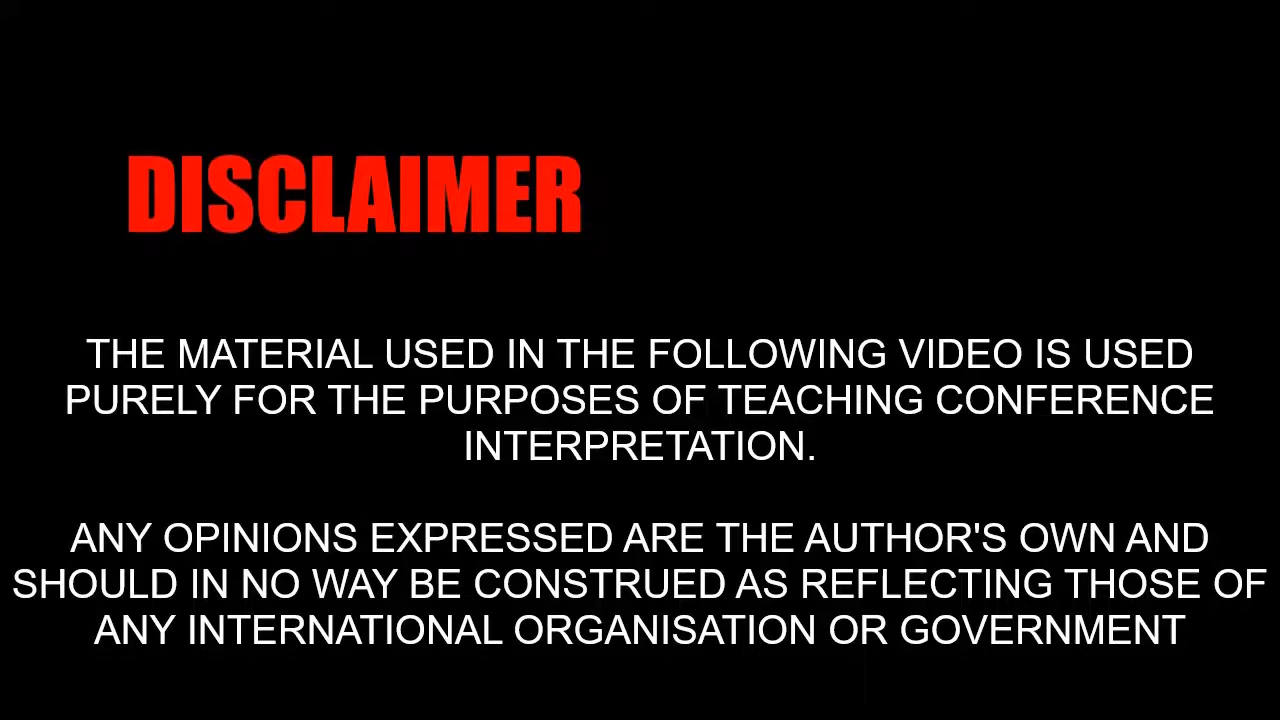 DISCLAIMER
THE MATERIAL USED IN THE FOLLOWING VIDEO IS USED
PURELY FOR THE PURPOSES OF TEACHING CONFERENCE
INTERPRETATION.
ANY OPINIONS EXPRESSED ARE THE AUTHOR'S OWN AND
SHOULD IN NO WAY BE CONSTRUED AS REFLECTING THOSE OF
ANY INTERNATIONAL ORGANISATION OR GOVERNMENT